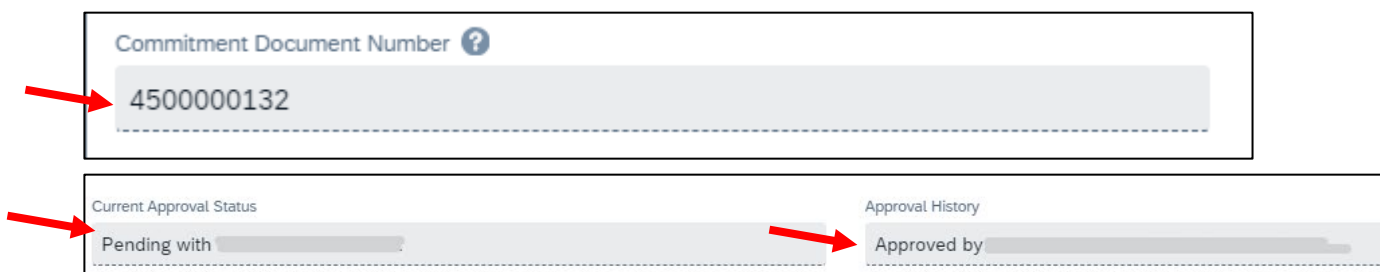 Commitment Document Number ?
4500000132
Current Approval Status
Approval History
Pending with
Approved by